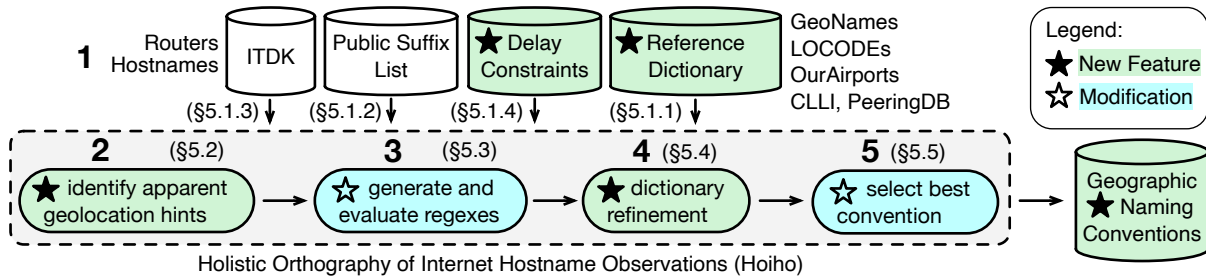 1
Routers
Hostnames
ITDK
Public Suffix
List
★ Delay
Constraints
★ Reference
Dictionary
GeoNames
LOCODEs
OurAirports
CLLI, PeeringDB
Legend:
★ New Feature
☆ Modification
(§5.1.3)
(§5.1.2)
(§5.1.4)
(§5.1.1)
2 (§5.2)
★ identify apparent
geolocation hints
3 (§5.3)
☆ generate and
evaluate regexes
4 (§5.4)
★ dictionary
refinement
5 (§5.5)
☆ select best
convention
Geographic
★ Naming
Conventions
Holistic Orthography of Internet Hostname Observations (Hoiho)